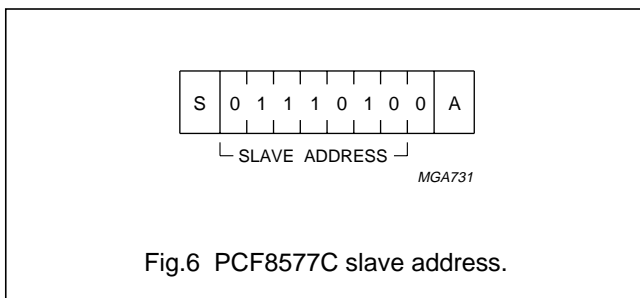 S 0 1 1 1 0 1 0 0 A
SLAVE ADDRESS
MGA731
Fig.6 PCF8577C slave address.